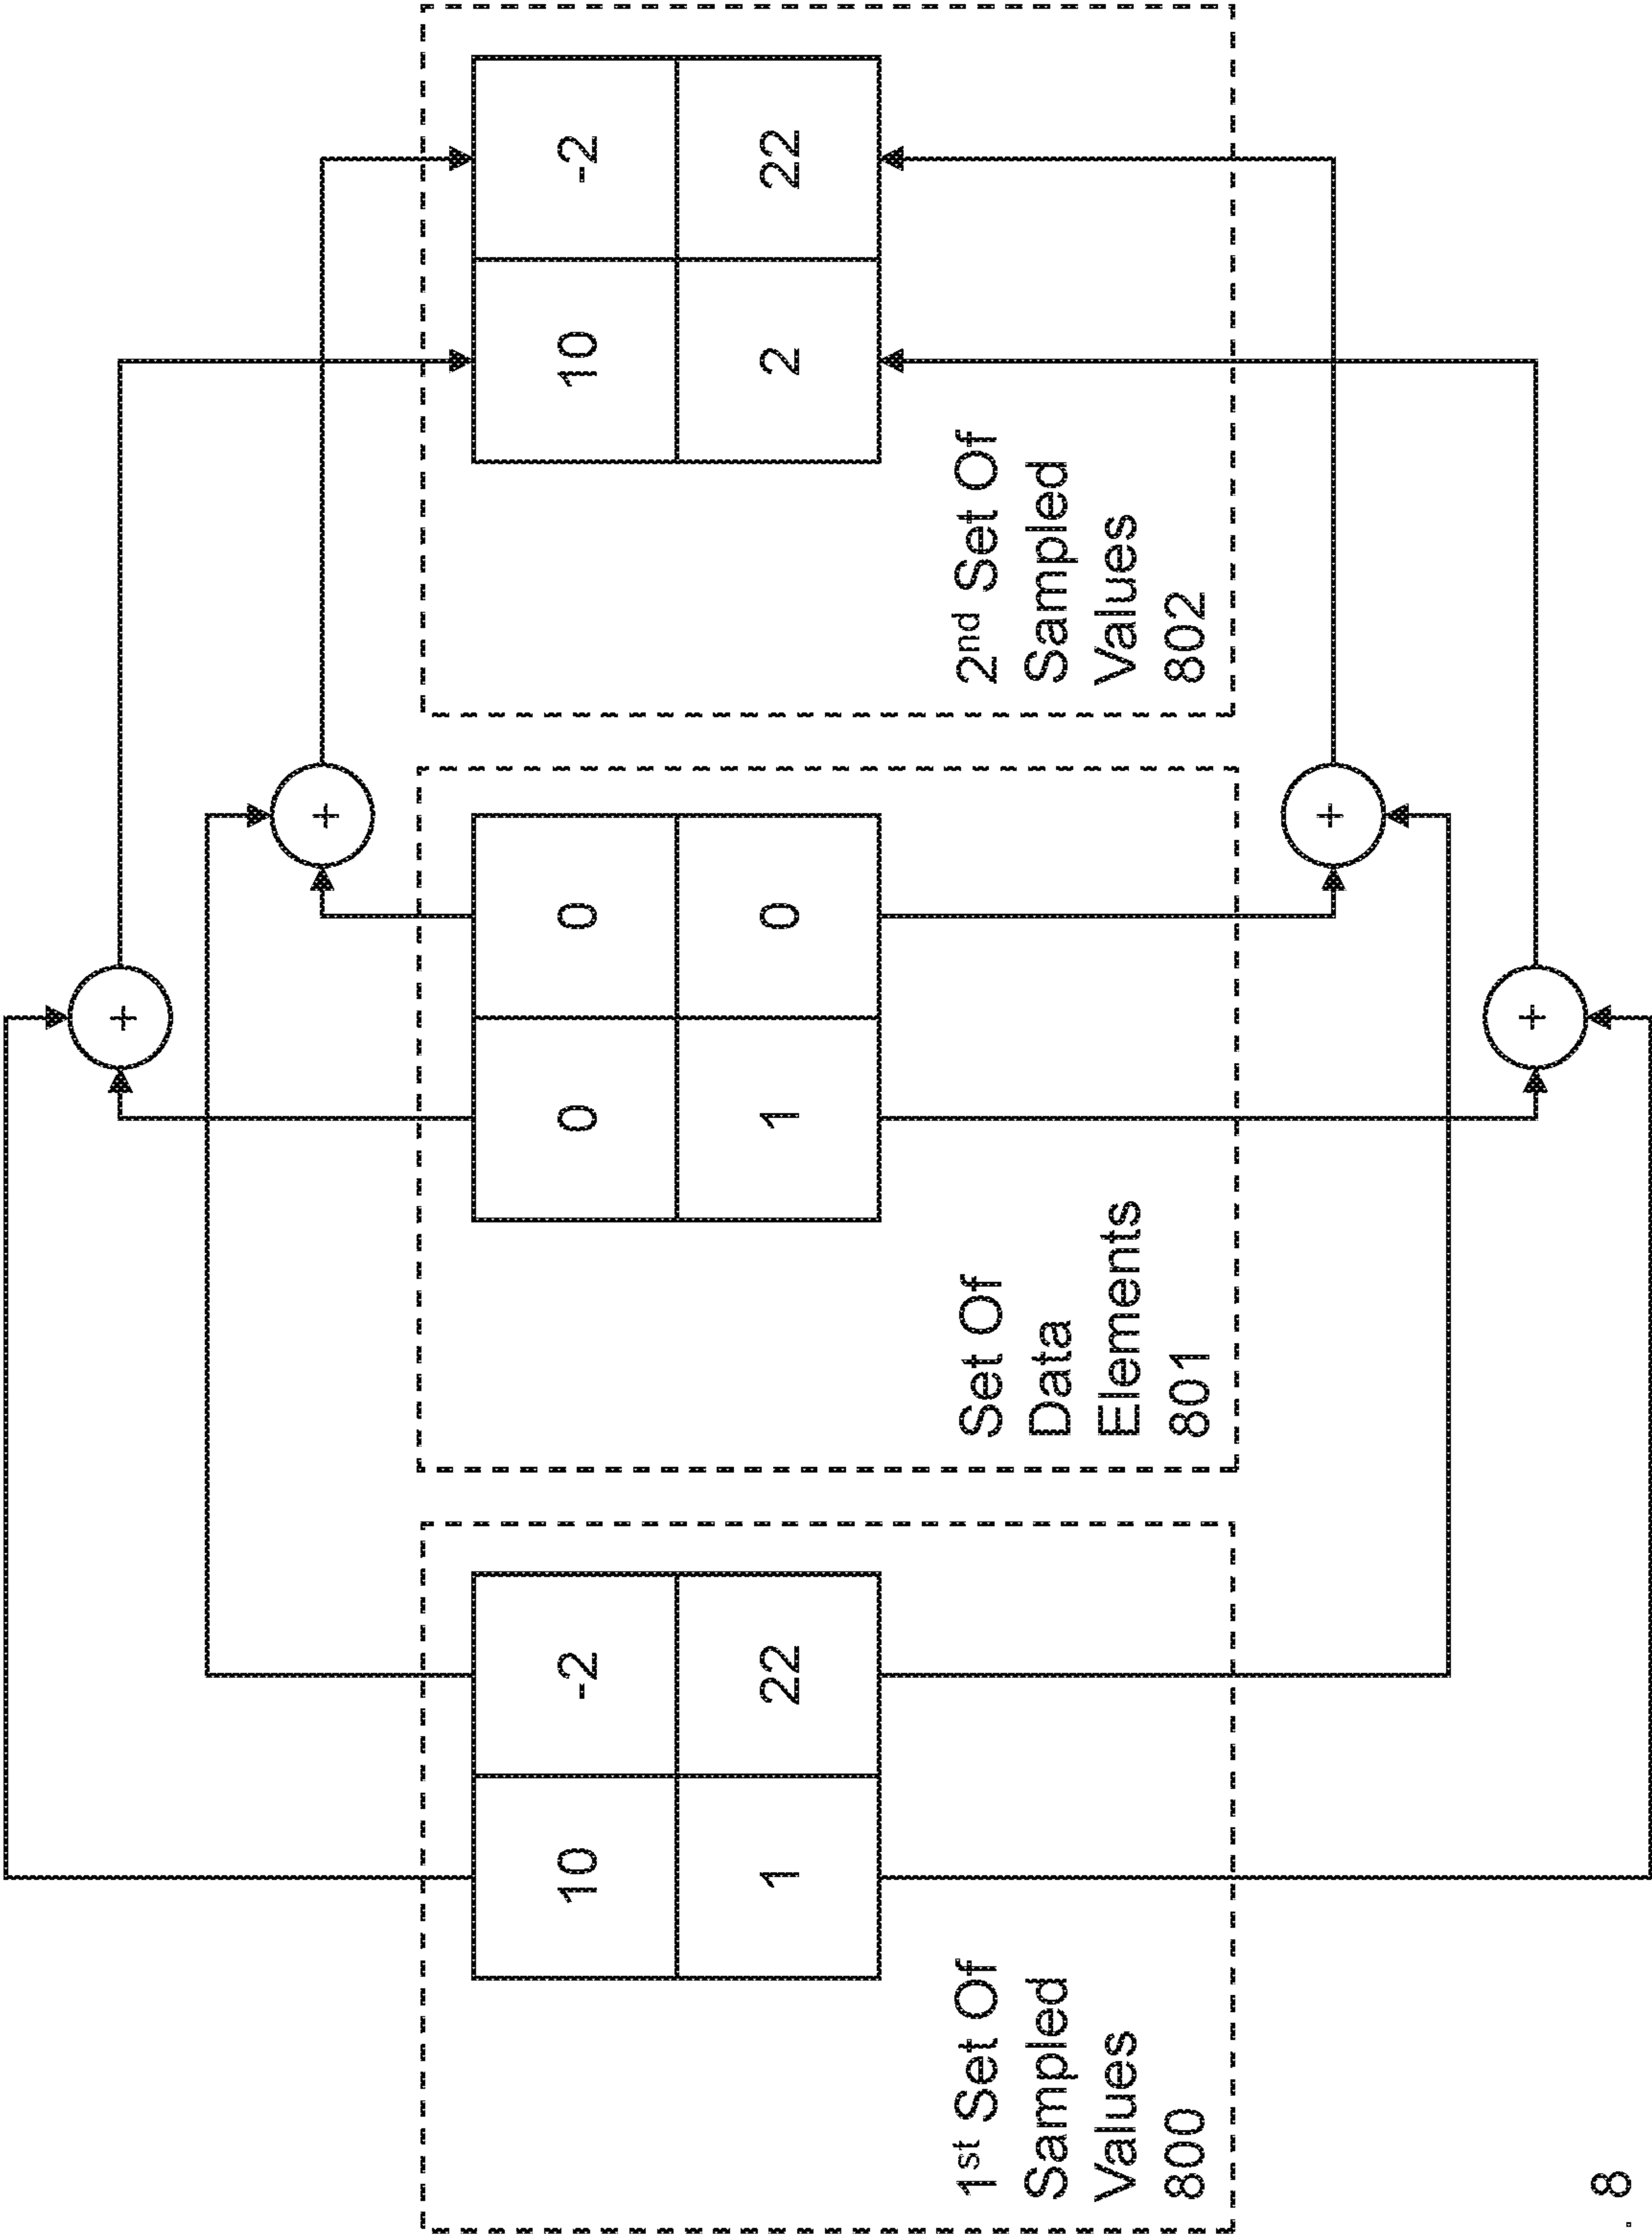 10 -2
1 22
1st Set Of
Sampled
Values
800
0 0
1 0
Set Of
Data
Elements
801
10 -2
2 22
2nd Set Of
Sampled
Values
802
+
+
+
+
. 8